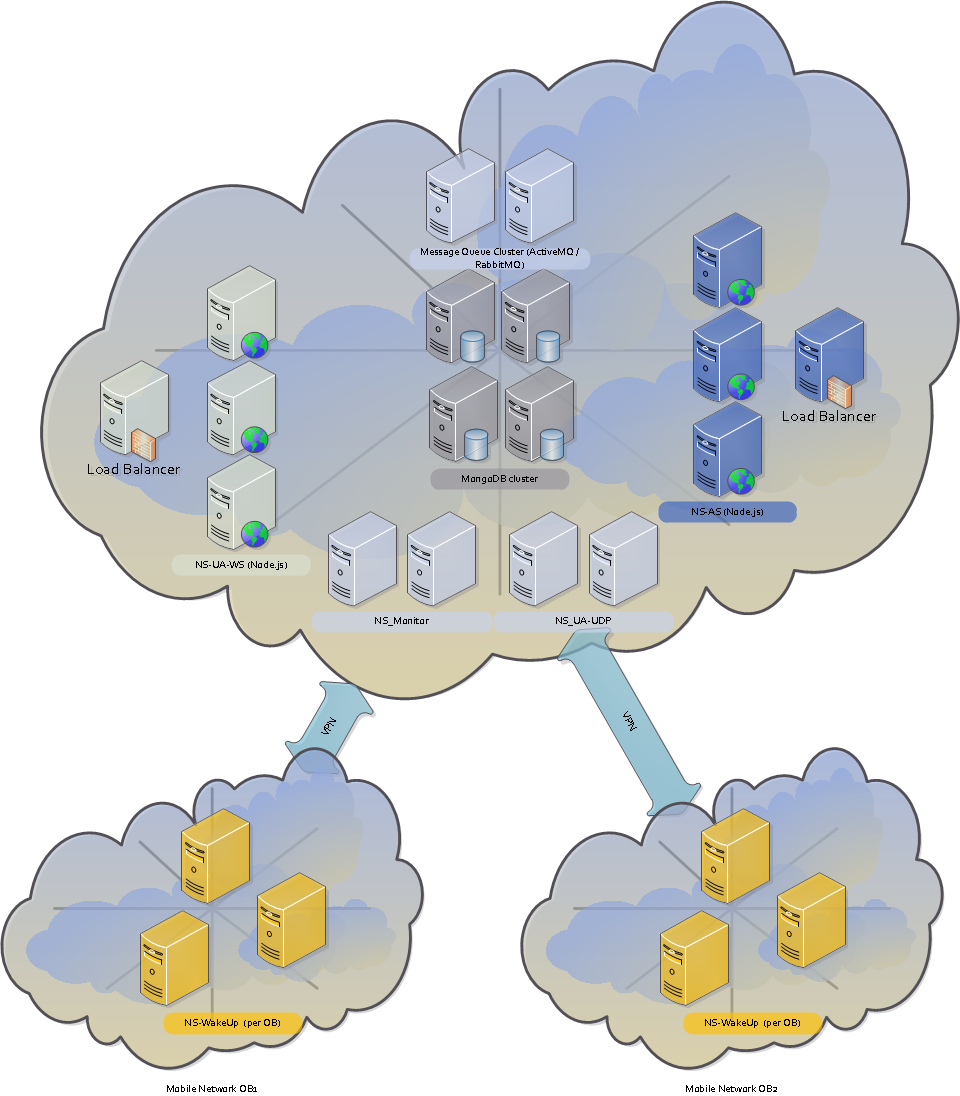 Message Queue Cluster (ActiveMQ /
RabbitMQ)
Load Balancer
Load Balancer
MangaDB cluster
NS-AS (Node.js)
NS-UA-WS (Node.js)
NS_Monitor
NS_UA-UDP
VPN
VPN
NS-WakeUp (per OB)
NS-WakeUp (per OB)
Mobile Network OB1
Mobile Network OB2